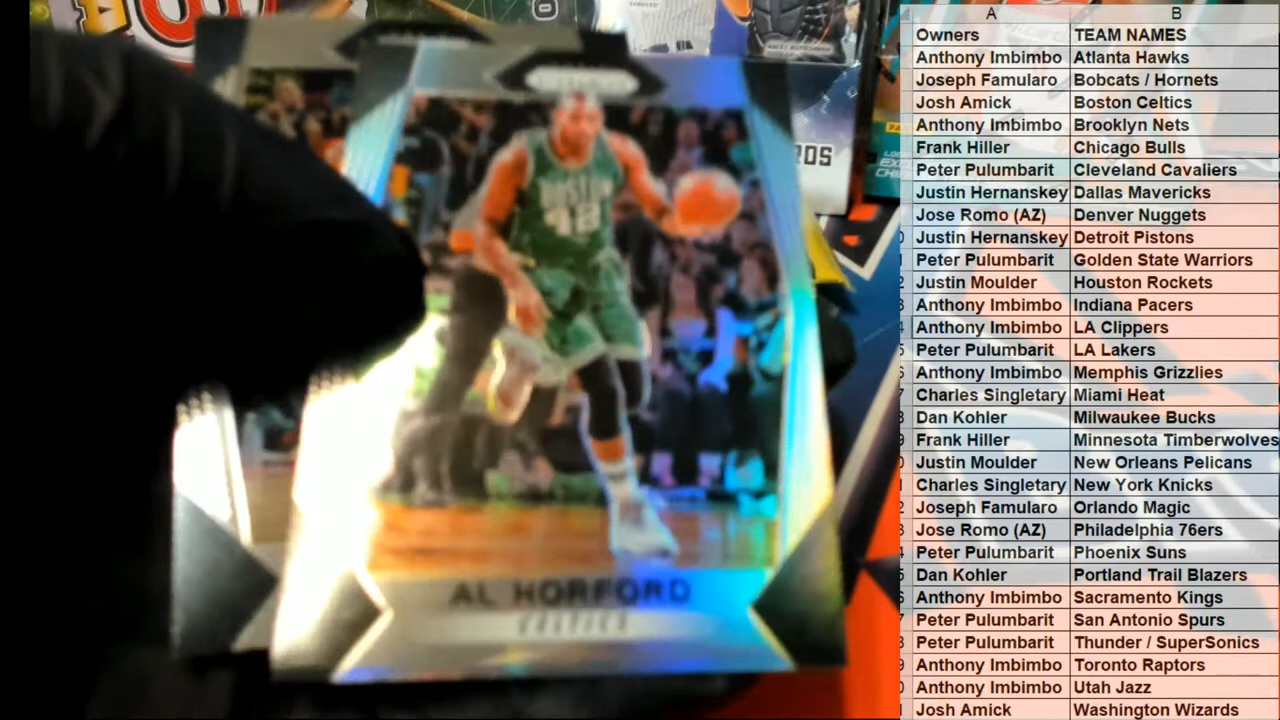 AL HORFORD
CELTICS
BOSTON
42
RDS
A B
Owners TEAM NAMES
Anthony Imbimbo Atlanta Hawks
Joseph Famularo Bobcats / Hornets
Josh Amick Boston Celtics
Anthony Imbimbo Brooklyn Nets
Frank Hiller Chicago Bulls
Peter Pulumbarit Cleveland Cavaliers
Justin Hernanskey Dallas Mavericks
Jose Romo (AZ) Denver Nuggets
Justin Hernanskey Detroit Pistons
Peter Pulumbarit Golden State Warriors
Justin Moulder Houston Rockets
Anthony Imbimbo Indiana Pacers
Anthony Imbimbo LA Clippers
Peter Pulumbarit LA Lakers
Anthony Imbimbo Memphis Grizzlies
Charles Singletary Miami Heat
Dan Kohler Milwaukee Bucks
Frank Hiller Minnesota Timberwolves
Justin Moulder New Orleans Pelicans
Charles Singletary New York Knicks
Joseph Famularo Orlando Magic
Jose Romo (AZ) Philadelphia 76ers
Peter Pulumbarit Phoenix Suns
Dan Kohler Portland Trail Blazers
Anthony Imbimbo Sacramento Kings
Peter Pulumbarit San Antonio Spurs
Peter Pulumbarit Thunder / SuperSonics
Anthony Imbimbo Toronto Raptors
Anthony Imbimbo Utah Jazz
Josh Amick Washington Wizards